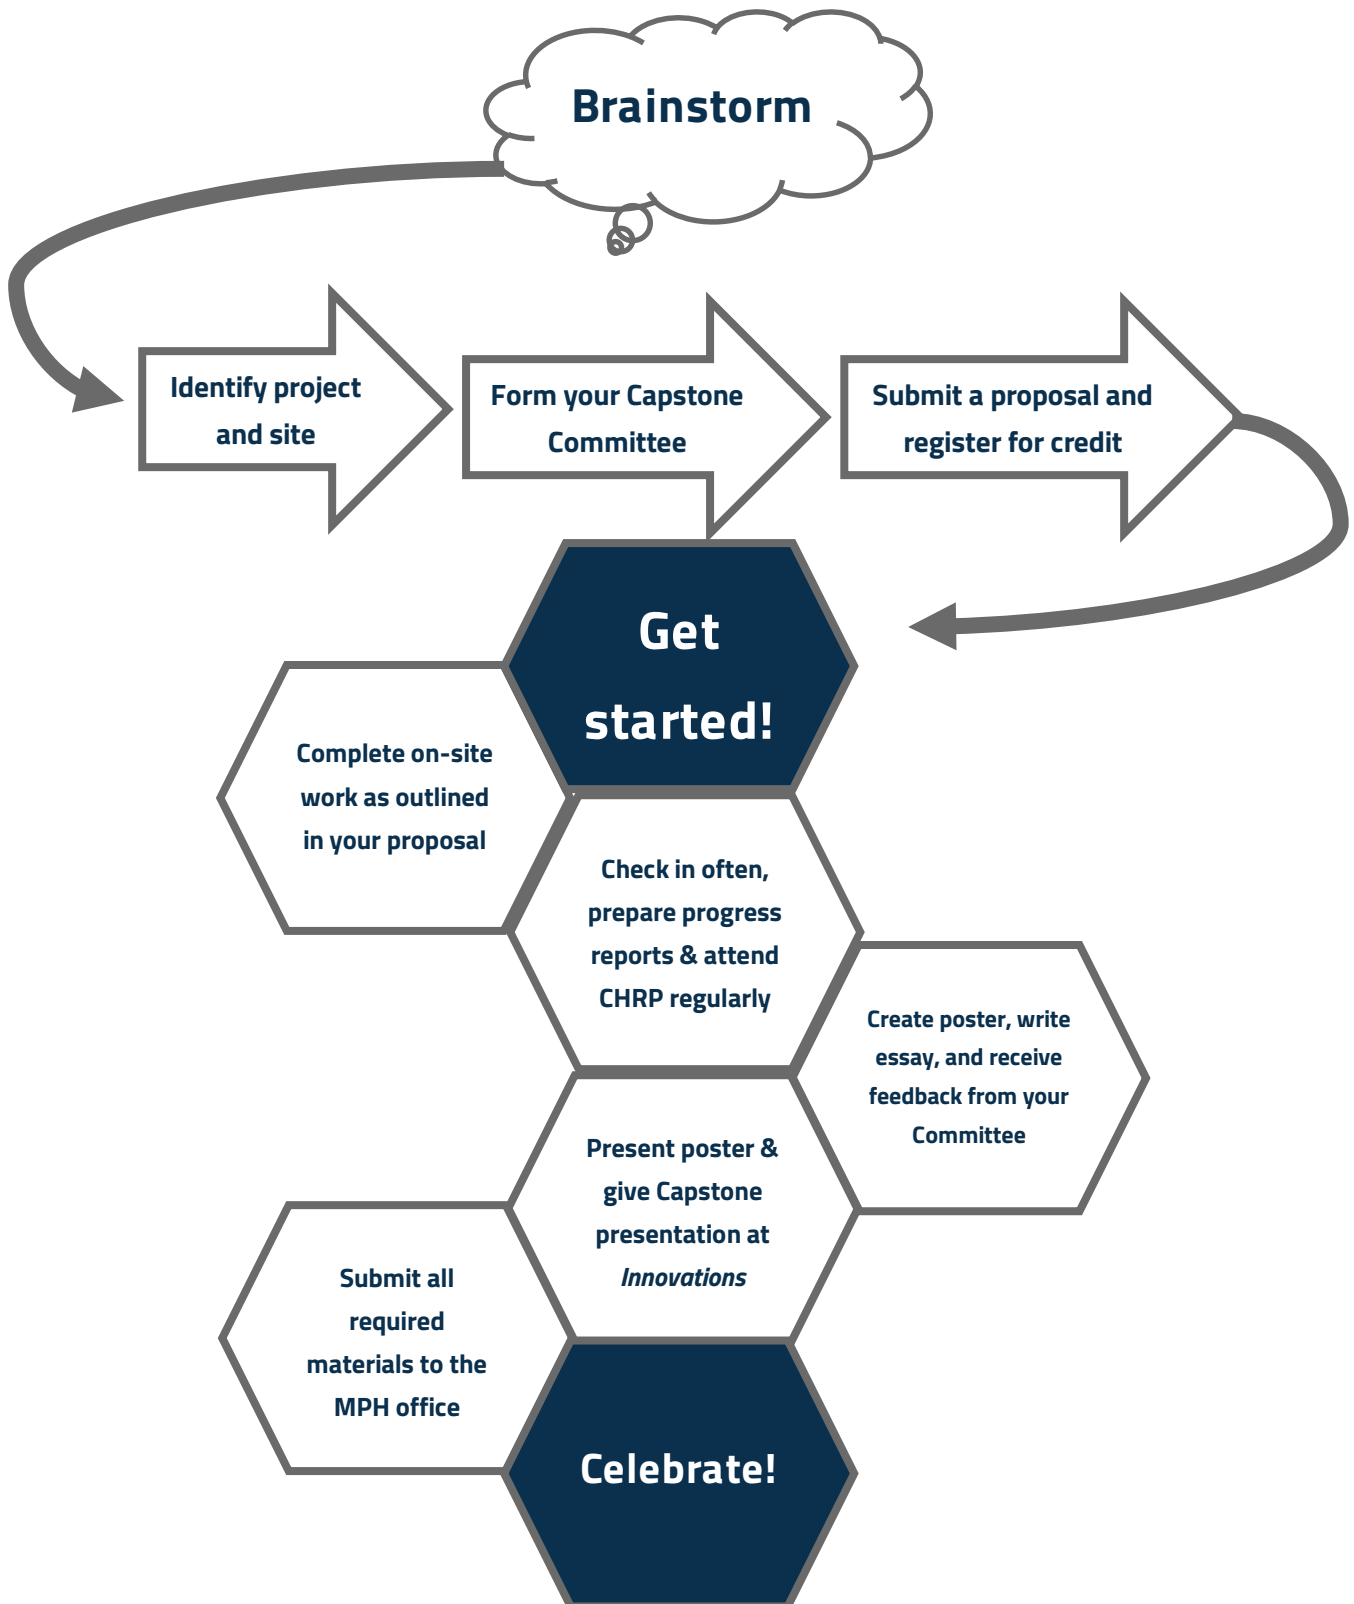 Brainstorm
Identify project
and site
Form your Capstone
Committee
Submit a proposal and
register for credit
Get
started!
Complete on-site
work as outlined
in your proposal
Check in often,
prepare progress
reports & attend
CHRP regularly
Create poster, write
essay, and receive
feedback from your
Committee
Present poster &
give Capstone
presentation at
Innovations
Submit all
required
materials to the
MPH office
Celebrate!